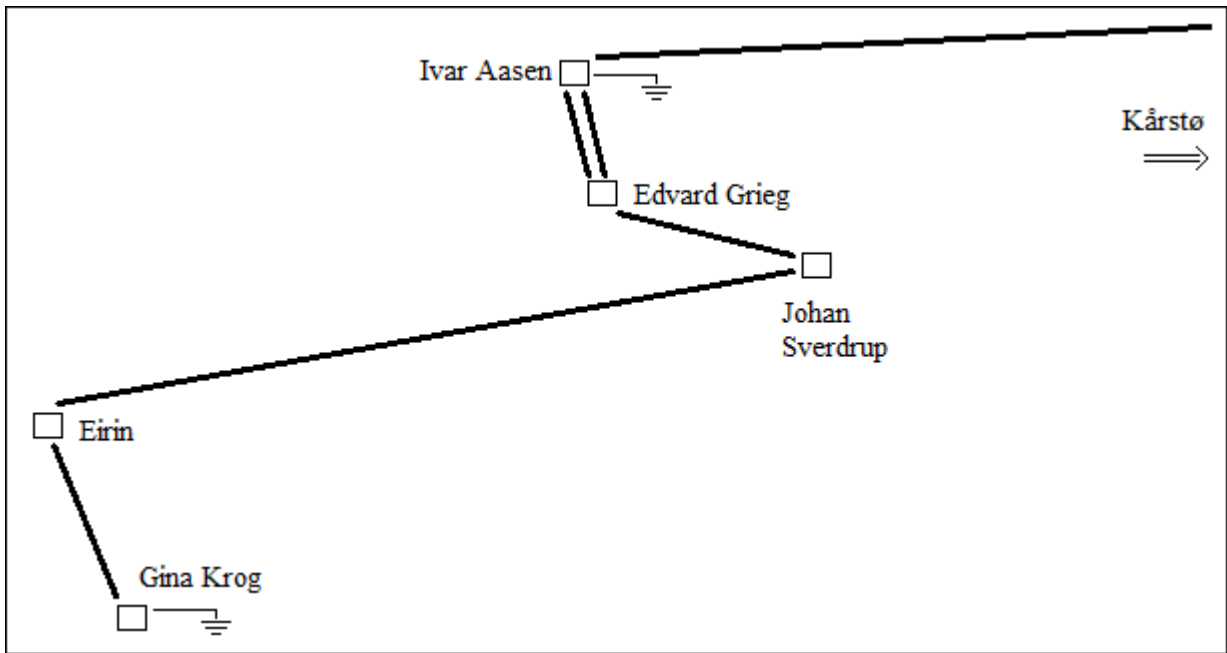 Ivar Aasen
Kårstø
Edvard Grieg
Johan
Sverdrup
Eirin
Gina Krog